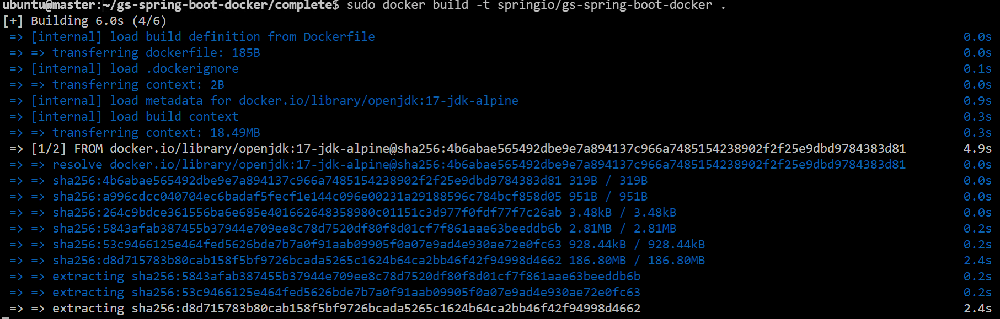 ubuntu@master:~/gs-spring-boot-docker/complete$ sudo docker build -t springio/gs-spring-boot-docker .
[+] Building 6.0s (4/6)
=> [internal] load build definition from Dockerfile 0.0s
=> => transferring dockerfile: 185B 0.0s
=> [internal] load .dockerignore 0.1s
=> => transferring context: 2B 0.0s
=> [internal] load metadata for docker.io/library/openjdk:17-jdk-alpine 0.9s
=> [internal] load build context 0.3s
=> => transferring context: 18.49MB 0.3s
=> [1/2] FROM docker.io/library/openjdk:17-jdk-alpine@sha256:4b6abae565492dbe9e7a894137c966a7485154238902f2f25e9dbd9784383d81 4.9s
=> => resolve docker.io/library/openjdk:17-jdk-alpine@sha256:4b6abae565492dbe9e7a894137c966a7485154238902f2f25e9dbd9784383d81 0.0s
=> => sha256:4b6abae565492dbe9e7a894137c966a7485154238902f2f25e9dbd9784383d81 319B / 319B 0.0s
=> => sha256:a996cdcc040704ec6badaf5fecf1e144c096e00231a29188596c784bcf858d05 951B / 951B 0.0s
=> => sha256:264c9bdce361556ba6e685e401662648358980c01151c3d977f0fdf77f7c26ab 3.48kB / 3.48kB 0.0s
=> => sha256:5843afab387455b37944e709ee8c78d7520df80f8d01cf7f861aae63beeddb6b 2.81MB / 2.81MB 0.2s
=> => sha256:53c9466125e464fed5626bde7b7a0f91aab09905f0a07e9ad4e930ae72e0fc63 928.44kB / 928.44kB 0.2s
=> => sha256:d8d715783b80cab158f5bf9726bcada5265c1624b64ca2bb46f42f94998d4662 186.80MB / 186.80MB 2.4s
=> => extracting sha256:5843afab387455b37944e709ee8c78d7520df80f8d01cf7f861aae63beeddb6b 0.2s
=> => extracting sha256:53c9466125e464fed5626bde7b7a0f91aab09905f0a07e9ad4e930ae72e0fc63 0.2s
=> => extracting sha256:d8d715783b80cab158f5bf9726bcada5265c1624b64ca2bb46f42f94998d4662 2.4s